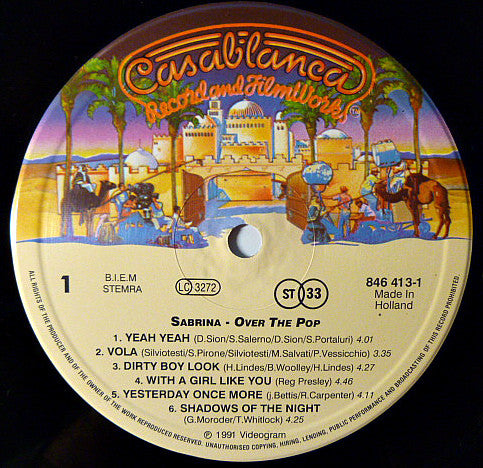 Casablanca
Record and FilmWorks
1
B.I.E.M
STEMRA
LC 3272
ST 33
846 413-1
Made in
Holland
SABRINA - OVER THE POP
1. YEAH YEAH (D.Sion/S.Salerno/D.Sion/S.Portaluri) 4.01
2. VOLA (Silviotesti/S.Pirone/Silviotesti/M.Salvati/P.Vessicchio) 3.35
3. DIRTY BOY LOOK (H.Lindes/B.Woolley/H.Lindes) 4.27
4. WITH A GIRL LIKE YOU (Reg Presley) 4.46
5. YESTERDAY ONCE MORE (j.Bettis/R.Carpenter) 4.11
6. SHADOWS OF THE NIGHT
(G.Moroder/T.Whitlock) 4.25
℗ 1991 Videogram
ALL RIGHTS OF THE PRODUCER AND OF THE OWNER OF THE WORK REPRODUCED RESERVED. UNAUTHORISED COPYING, HIRING, LENDING, PUBLIC PERFORMANCE AND BROADCASTING OF THIS RECORD PROHIBITED.